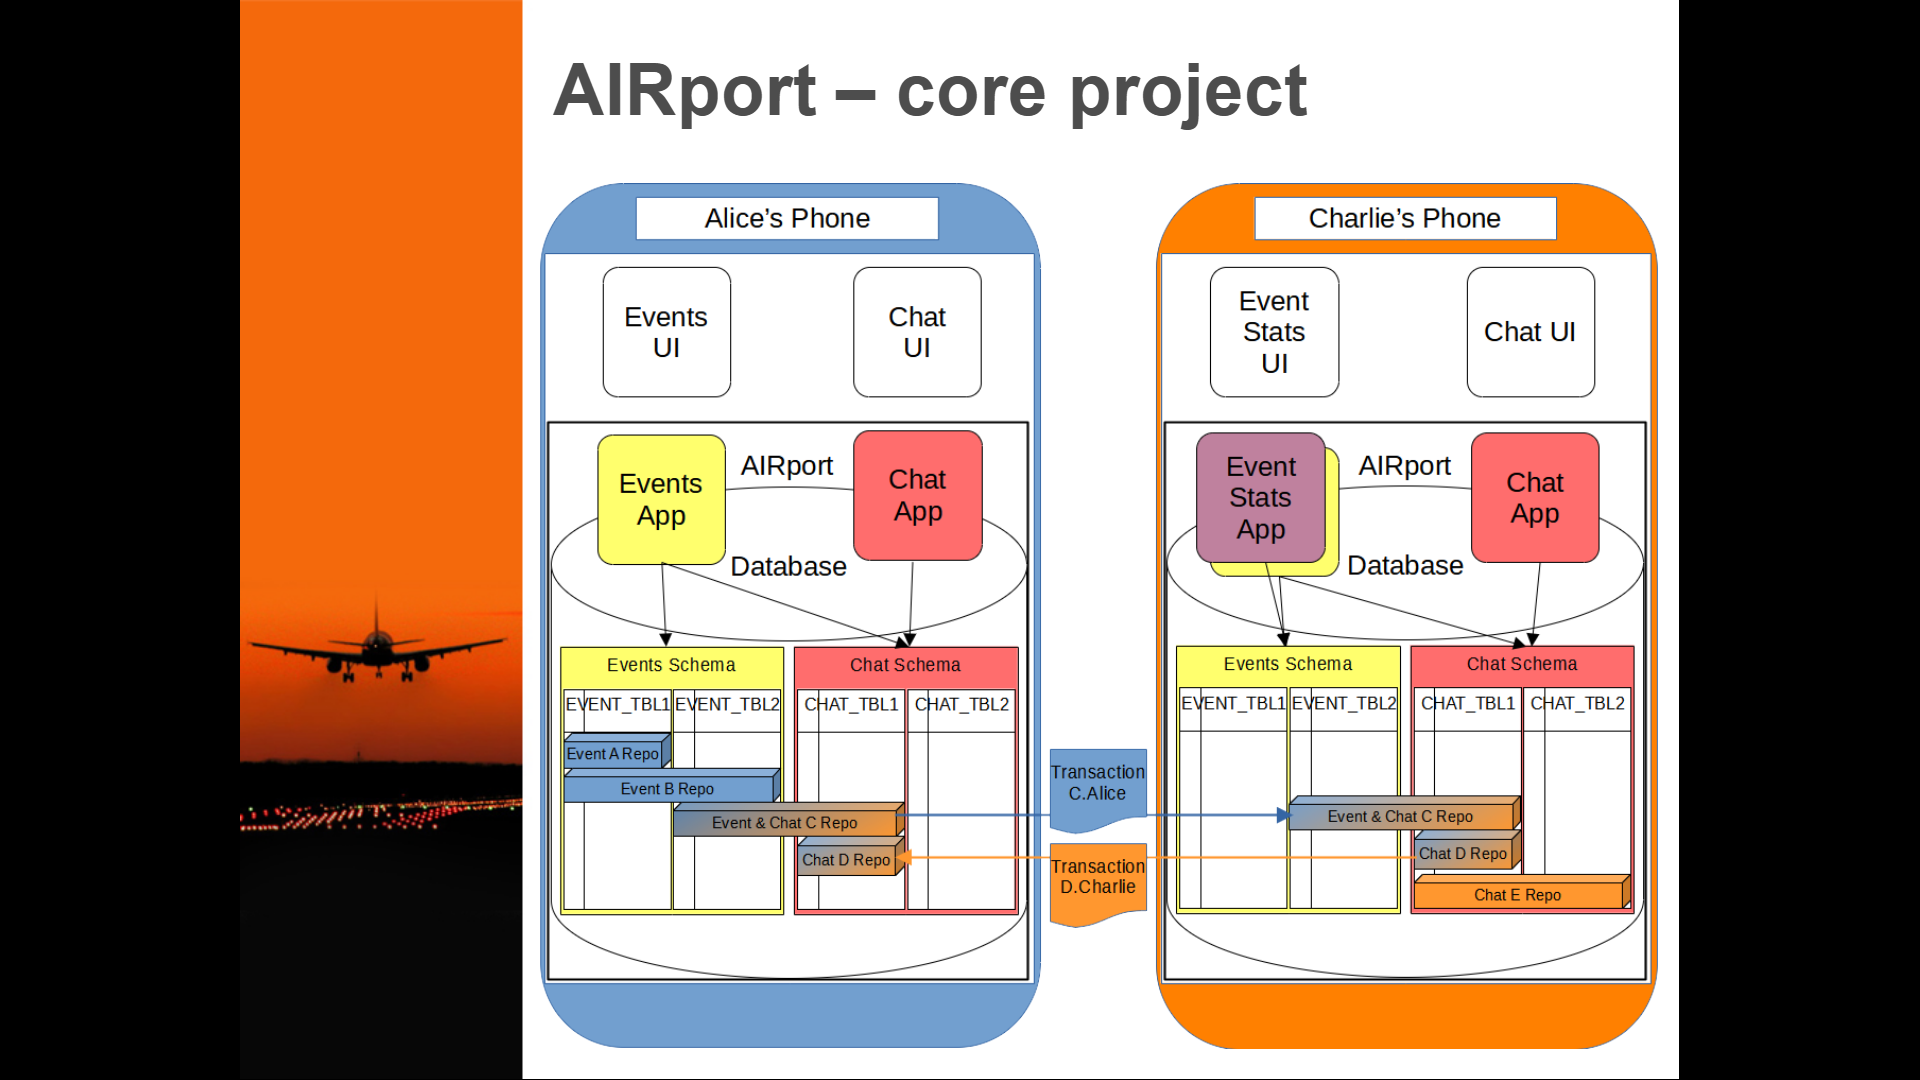 AIRport – core project
Alice's Phone
Events
UI
Chat
UI
Events
App
AIRport
Chat
App
Database
Events Schema
Chat Schema
EVENT_TBL1
EVENT_TBL2
CHAT_TBL1
CHAT_TBL2
Event A Repo
Event B Repo
Event & Chat C Repo
Chat D Repo
Transaction
C.Alice
Transaction
D.Charlie
Charlie's Phone
Event
Stats
UI
Chat UI
Event
Stats
App
AIRport
Chat
App
Database
Events Schema
Chat Schema
EVENT_TBL1
EVENT_TBL2
CHAT_TBL1
CHAT_TBL2
Event & Chat C Repo
Chat D Repo
Chat E Repo